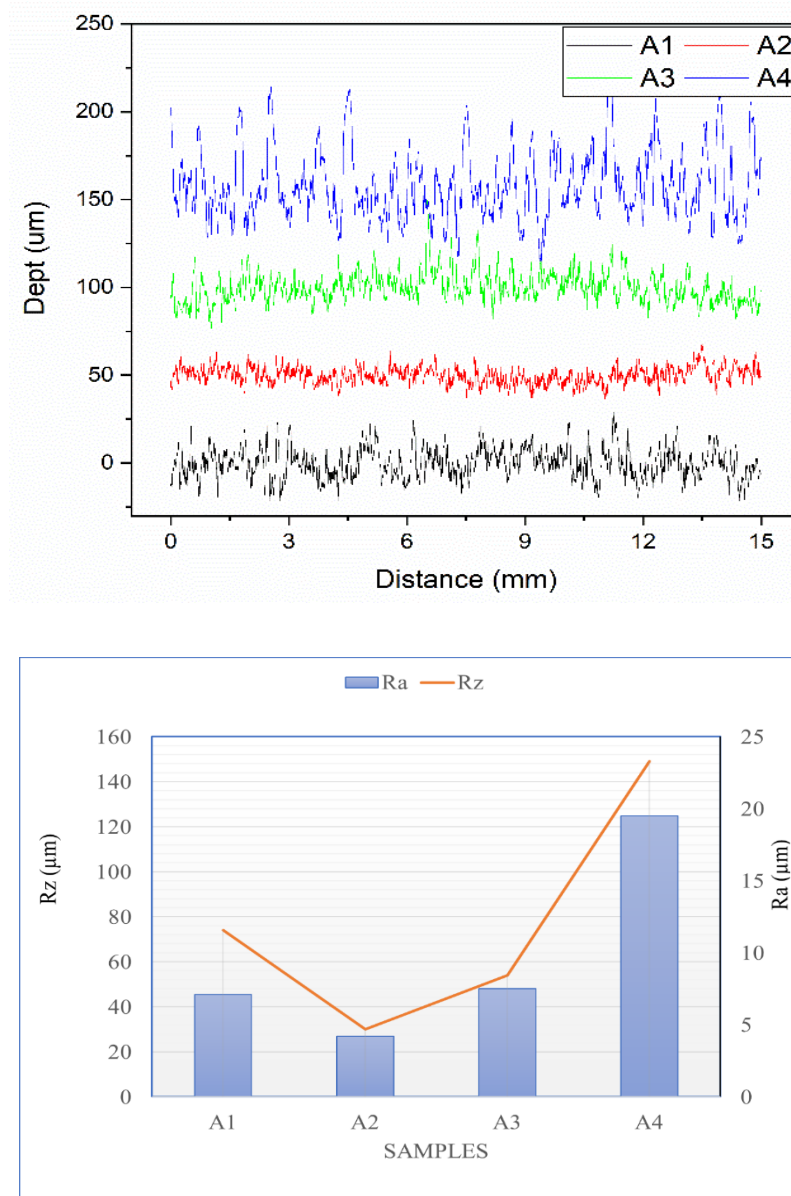 250
A1 A2
A3 A4
200
150
100
50
0
Dept (um)
0 3 6 9 12 15
Distance (mm)
Ra Rz
160 25
140
120 20
100 15
80
60 10
40 5
20
0 0
Rz (μm)
Ra (μm)
A1 A2 A3 A4
SAMPLES